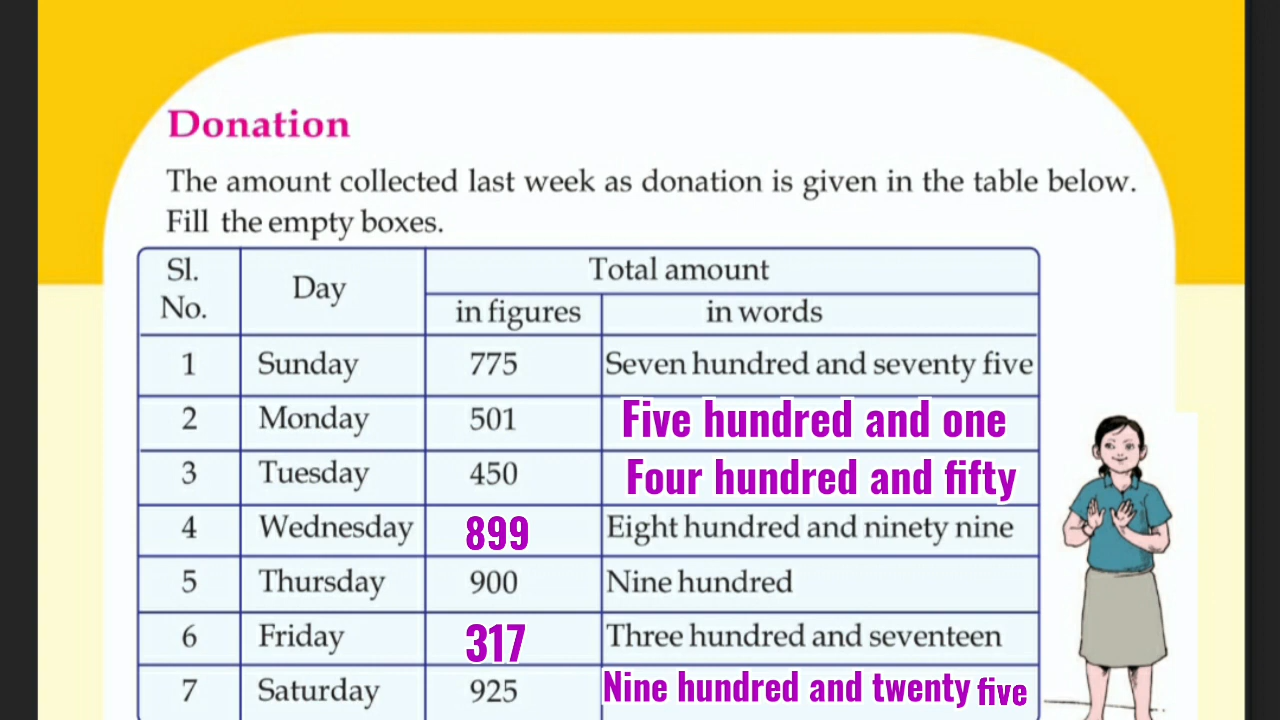 Donation
The amount collected last week as donation is given in the table below.
Fill the empty boxes.
Sl. No. Day Total amount
in figures in words
1 Sunday 775 Seven hundred and seventy five
2 Monday 501 Five hundred and one
3 Tuesday 450 Four hundred and fifty
4 Wednesday 899 Eight hundred and ninety nine
5 Thursday 900 Nine hundred
6 Friday 317 Three hundred and seventeen
7 Saturday 925 Nine hundred and twenty five